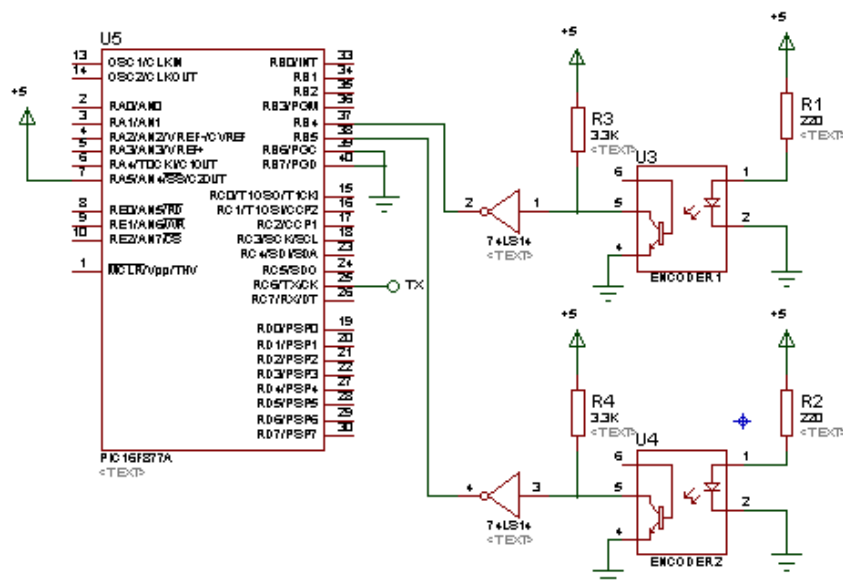 U5
13 OSC1/CLKIN
14 OSC2/CLKOUT
2 RA0/AN0
3 RA1/AN1
4 RA2/AN2/VREF-/CVREF
5 RA3/AN3/VREF+
6 RA4/T0CKI/C1OUT
7 RA5/AN4/SS/C2OUT
8 RE0/AN5/RD
9 RE1/AN6/WR
10 RE2/AN7/CS
1 MCLR/Vpp/THV
RB0/INT 33
RB1 34
RB2 35
RB3/PGM 36
RB4 37
RB5 38
RB6/PGC 39
RB7/PGD 40
RC0/T1OSO/T1CKI 15
RC1/T1OSI/CCP2 16
RC2/CCP1 17
RC3/SCK/SCL 18
RC4/SDI/SDA 23
RC5/SDO 24
RC6/TX/CK 25
RC7/RX/DT 26
RD0/PSP0 19
RD1/PSP1 20
RD2/PSP2 21
RD3/PSP3 22
RD4/PSP4 27
RD5/PSP5 28
RD6/PSP6 29
RD7/PSP7 30
PIC16F877A
<TEXT>
+5
TX
+5
R3
3.3K
<TEXT>
+5
R1
220
<TEXT>
U3
6
5
4
1
2
ENCODER1
2
1
74LS14
<TEXT>
+5
R4
3.3K
<TEXT>
+5
R2
220
<TEXT>
U4
6
5
4
1
2
ENCODER2
4
3
74LS14
<TEXT>